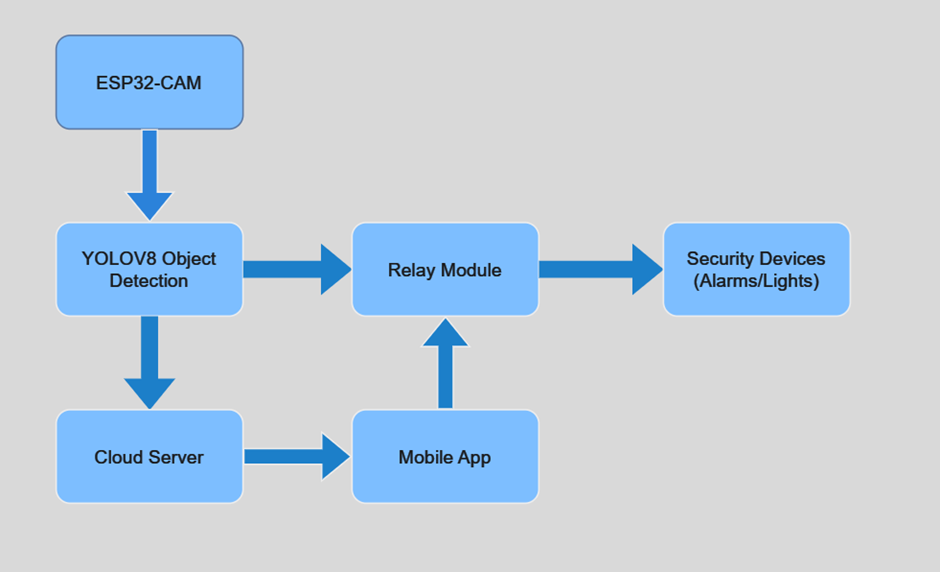 ESP32-CAM
YOLOV8 Object
Detection
Relay Module
Security Devices
(Alarms/Lights)
Cloud Server
Mobile App